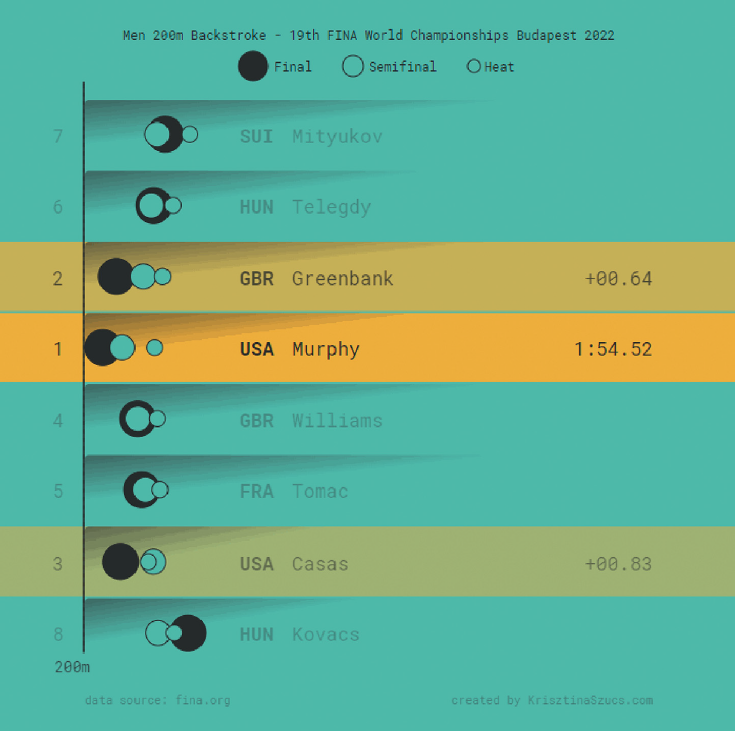 Men 200m Backstroke - 19th FINA World Championships Budapest 2022
Final Semifinal Heat
7 SUI Mityukov
6 HUN Telegdy
2 GBR Greenbank +00.64
1 USA Murphy 1:54.52
4 GBR Williams
5 FRA Tomac
3 USA Casas +00.83
8 HUN Kovacs
200m
data source: fina.org created by KrisztinaSzucs.com